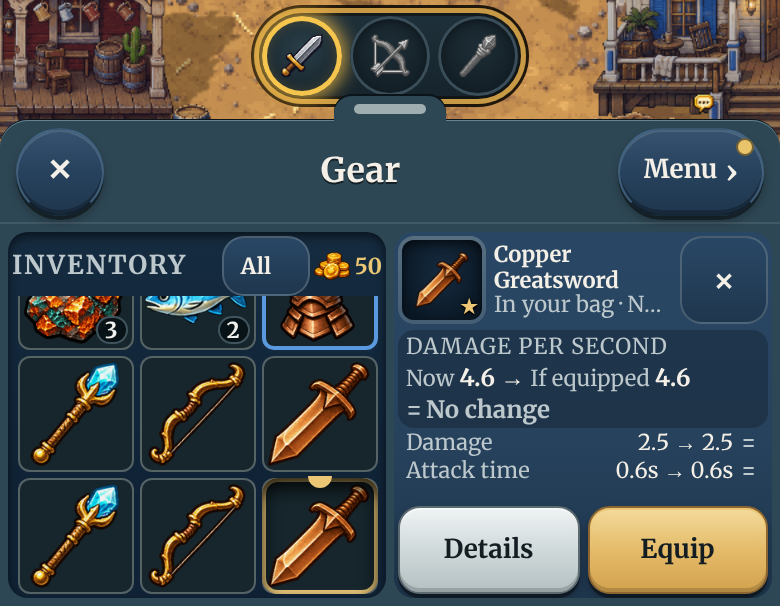 Gear
Menu ›
INVENTORY
All
50
3
2
Copper
Greatsword
In your bag · N...
DAMAGE PER SECOND
Now 4.6 → If equipped 4.6
= No change
Damage 2.5 → 2.5 =
Attack time 0.6s → 0.6s =
Details
Equip